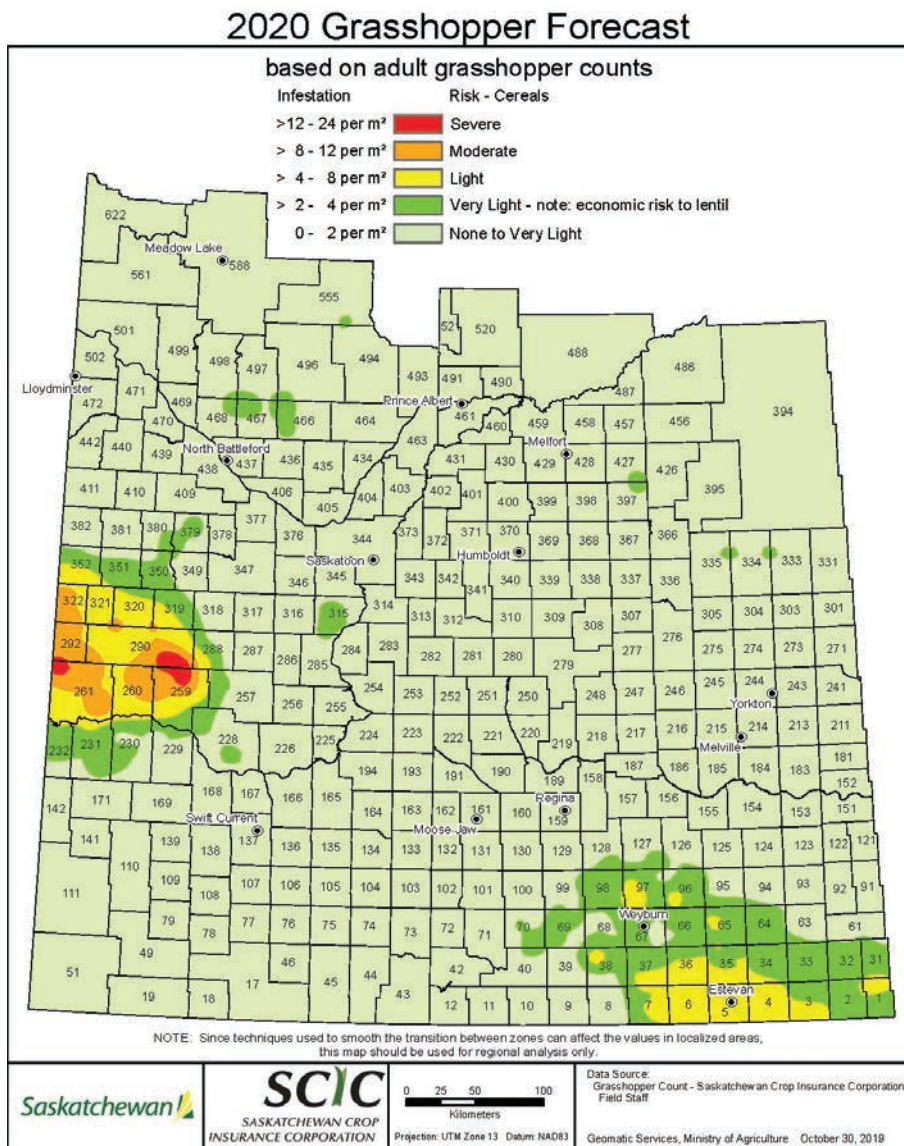 2020 Grasshopper Forecast
based on adult grasshopper counts
Infestation Risk - Cereals
>12 - 24 per m² Severe
> 8 - 12 per m² Moderate
> 4 - 8 per m² Light
> 2 - 4 per m² Very Light - note: economic risk to lentil
0 - 2 per m² None to Very Light
622
Meadow Lake
588
561
555
52 520
501 488
499 498 497 496 494 486
502 493 491 490 487
Lloydminster
471 394
472 469 468 467 466 464 Prince Albert 461 459 458 457 456
470 460
442 440 439 North Battleford 463 Melfort
438 437 436 435 434 431 430 429 428 427 426
411 410 409 406 404 403 402 401 400 399 398 397 395
405
382 381 380 379 378 377 376 344 373 372 371 370 369 368 367 366
Saskatoon Humboldt
352 351 350 349 347 346 345 343 342 341 340 339 338 337 336 335 334 333 331
322 321 320 319 318 317 316 315 314 313 312 310 309 308 307 305 304 303 301
276
292 290 288 287 286 285 284 283 282 281 280 279 275 274 273 271
261 260 259 257 256 255 254 253 252 251 250 248 247 246 245 244 243 241
Yorkton
232 231 230 229 228 226 225 224 223 222 221 220 219 218 217 216 215 214 213 211
Melville
194 193 191 190 189 187 186 185 184 183 181
142 171 169 168 167 166 165 164 163 162 161 160 159 158 157 156 155 154 153 152 151
Regina
Swift Current Moose Jaw
141 139 138 137 136 135 134 133 132 131 130 129 128 127 126 125 124 123 122 121
111 110 109 108 107 106 105 104 103 102 101 100 99 98 97 96 95 94 93 92 91
79 78 77 76 75 74 73 72 71 70 69 68 Weyburn 67 66 65 64 63 61
51 49 46 45 44 43 42 40 39 38 37 36 35 34 33 32 31
19 18 17 12 11 10 9 8 7 6 Estevan 5 4 3 2 1
NOTE: Since techniques used to smooth the transition between zones can affect the values in localized areas,
this map should be used for regional analysis only.
Saskatchewan
SCIC
SASKATCHEWAN CROP
INSURANCE CORPORATION
0 25 50 100
Kilometers
Projection: UTM Zone 13 Datum: NAD83
Data Source:
Grasshopper Count - Saskatchewan Crop Insurance Corporation
Field Staff
Geomatic Services, Ministry of Agriculture October 30, 2019